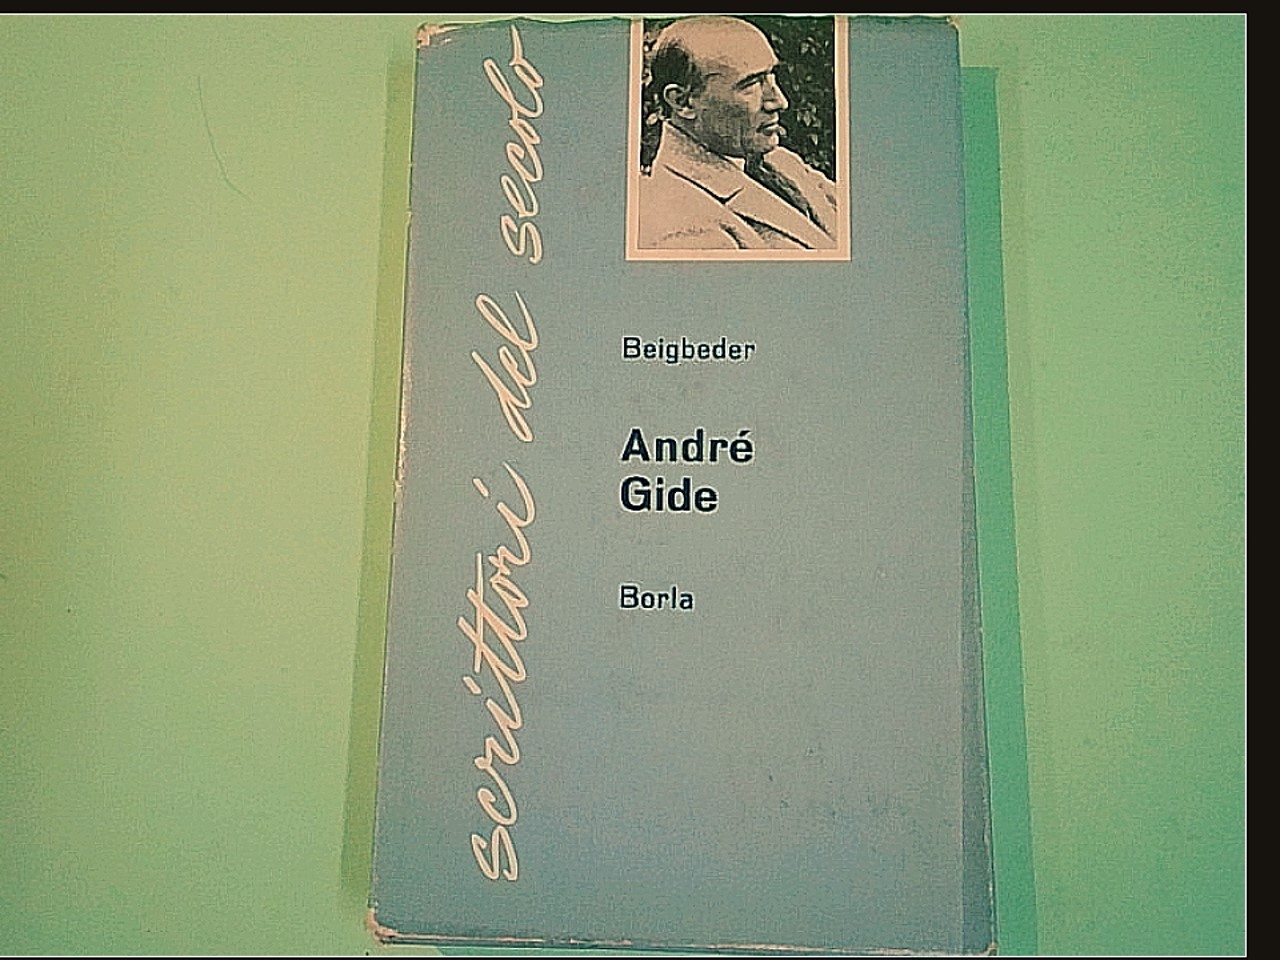 scrittori del secolo
Beigbeder
André
Gide
Borla